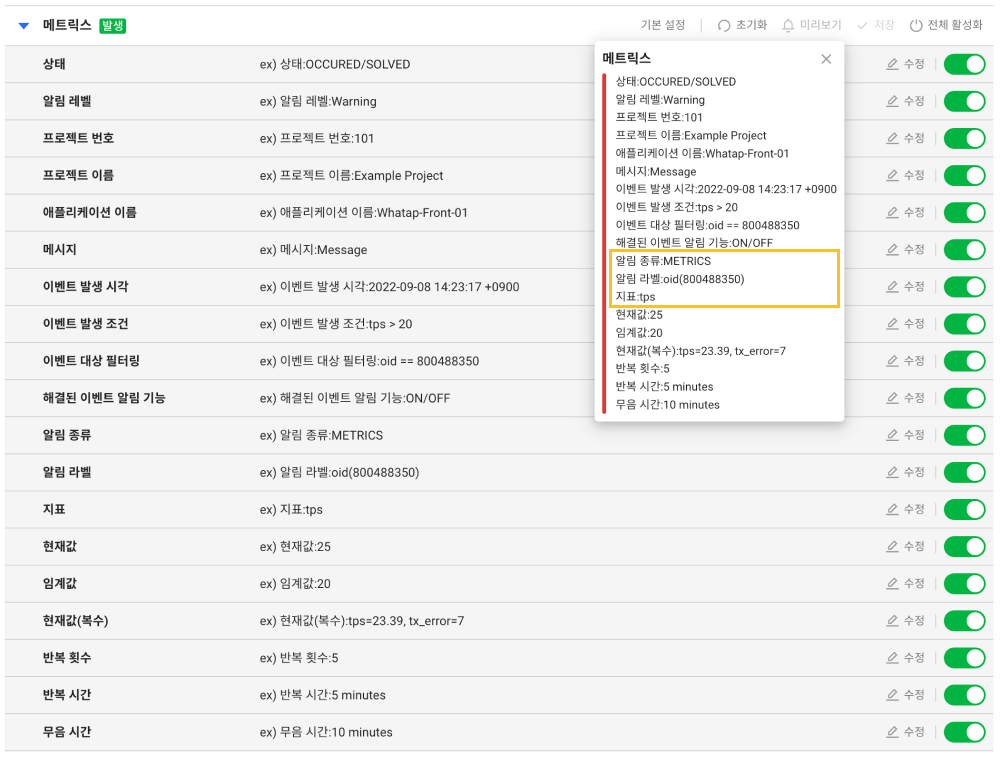 메트릭스 발생 기본 설정 초기화 미리보기 저장 전체 활성화
상태 ex) 상태:OCCURED/SOLVED 수정
알림 레벨 ex) 알림 레벨:Warning 수정
프로젝트 번호 ex) 프로젝트 번호:101 수정
프로젝트 이름 ex) 프로젝트 이름:Example Project 수정
애플리케이션 이름 ex) 애플리케이션 이름:Whatap-Front-01 수정
메시지 ex) 메시지:Message 수정
이벤트 발생 시각 ex) 이벤트 발생 시각:2022-09-08 14:23:17 +0900 수정
이벤트 발생 조건 ex) 이벤트 발생 조건:tps > 20 수정
이벤트 대상 필터링 ex) 이벤트 대상 필터링:oid == 800488350 수정
해결된 이벤트 알림 기능 ex) 해결된 이벤트 알림 기능:ON/OFF 수정
알림 종류 ex) 알림 종류:METRICS 수정
알림 라벨 ex) 알림 라벨:oid(800488350) 수정
지표 ex) 지표:tps 수정
현재값 ex) 현재값:25 수정
임계값 ex) 임계값:20 수정
현재값(복수) ex) 현재값(복수):tps=23.39, tx_error=7 수정
반복 횟수 ex) 반복 횟수:5 수정
반복 시간 ex) 반복 시간:5 minutes 수정
무음 시간 ex) 무음 시간:10 minutes 수정
메트릭스
상태:OCCURED/SOLVED
알림 레벨:Warning
프로젝트 번호:101
프로젝트 이름:Example Project
애플리케이션 이름:Whatap-Front-01
메시지:Message
이벤트 발생 시각:2022-09-08 14:23:17 +0900
이벤트 발생 조건:tps > 20
이벤트 대상 필터링:oid == 800488350
해결된 이벤트 알림 기능:ON/OFF
알림 종류:METRICS
알림 라벨:oid(800488350)
지표:tps
현재값:25
임계값:20
현재값(복수):tps=23.39, tx_error=7
반복 횟수:5
반복 시간:5 minutes
무음 시간:10 minutes